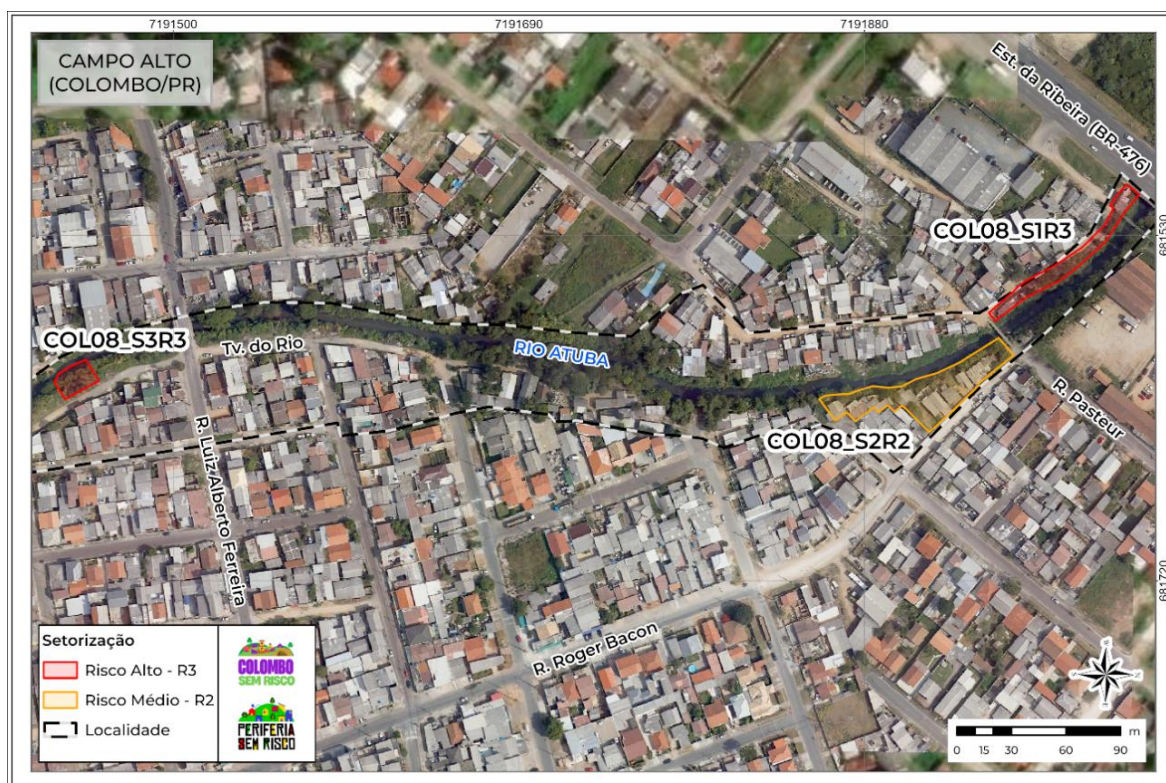 7191500
7191690
7191880
CAMPO ALTO
(COLOMBO/PR)
Est. da Ribeira (BR-476)
COL08_S1R3
681530
COL08_S3R3
Tv. do Rio
RIO ATUBA
R. Pasteur
COL08_S2R2
R. Luiz Alberto Ferreira
681720
R. Roger Bacon
Setorização
Risco Alto - R3
Risco Médio - R2
Localidade
COLOMBO
SEM RISCO
PERIFERIA
SEM RISCO
N
m
0 15 30 60 90